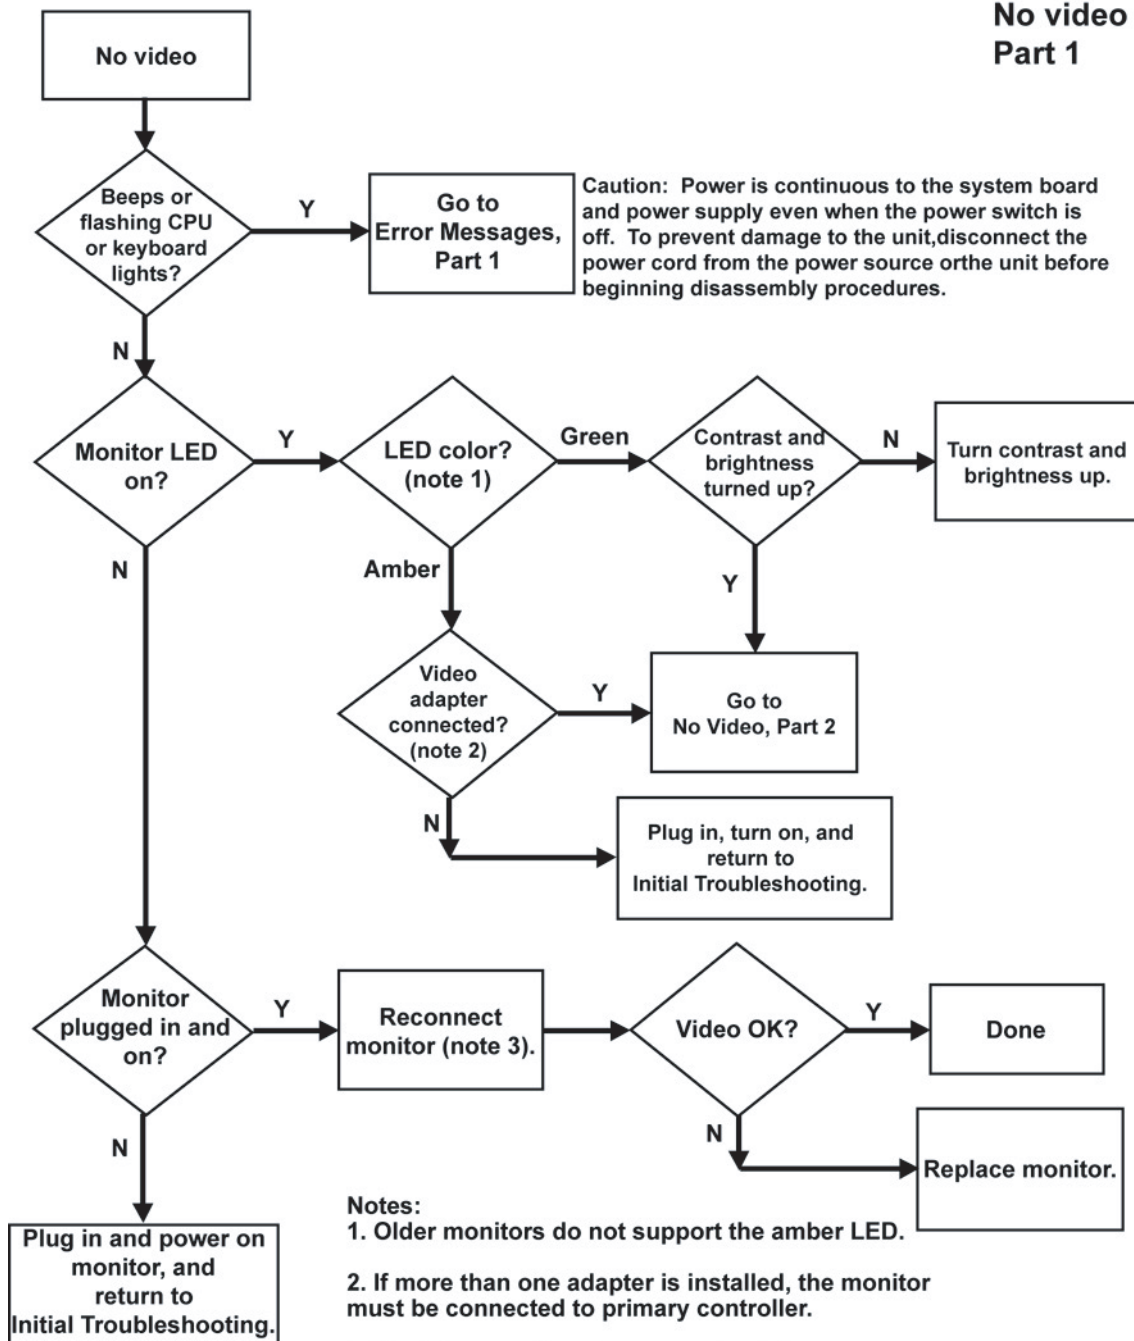 No video
Part 1
No video
Beeps or
flashing CPU
or keyboard
lights?
Y
Go to
Error Messages,
Part 1
Caution: Power is continuous to the system board
and power supply even when the power switch is
off. To prevent damage to the unit,disconnect the
power cord from the power source orthe unit before
beginning disassembly procedures.
N
Monitor LED
on?
Y
LED color?
(note 1)
Green
Contrast and
brightness
turned up?
N
Turn contrast and
brightness up.
N
Amber
Y
Video
adapter
connected?
(note 2)
Y
Go to
No Video, Part 2
N
Plug in, turn on, and
return to
Initial Troubleshooting.
Monitor
plugged in and
on?
Y
Reconnect
monitor (note 3).
Video OK?
Y
Done
N
N
Replace monitor.
Plug in and power on
monitor, and
return to
Initial Troubleshooting.
Notes:
1. Older monitors do not support the amber LED.
2. If more than one adapter is installed, the monitor
must be connected to primary controller.